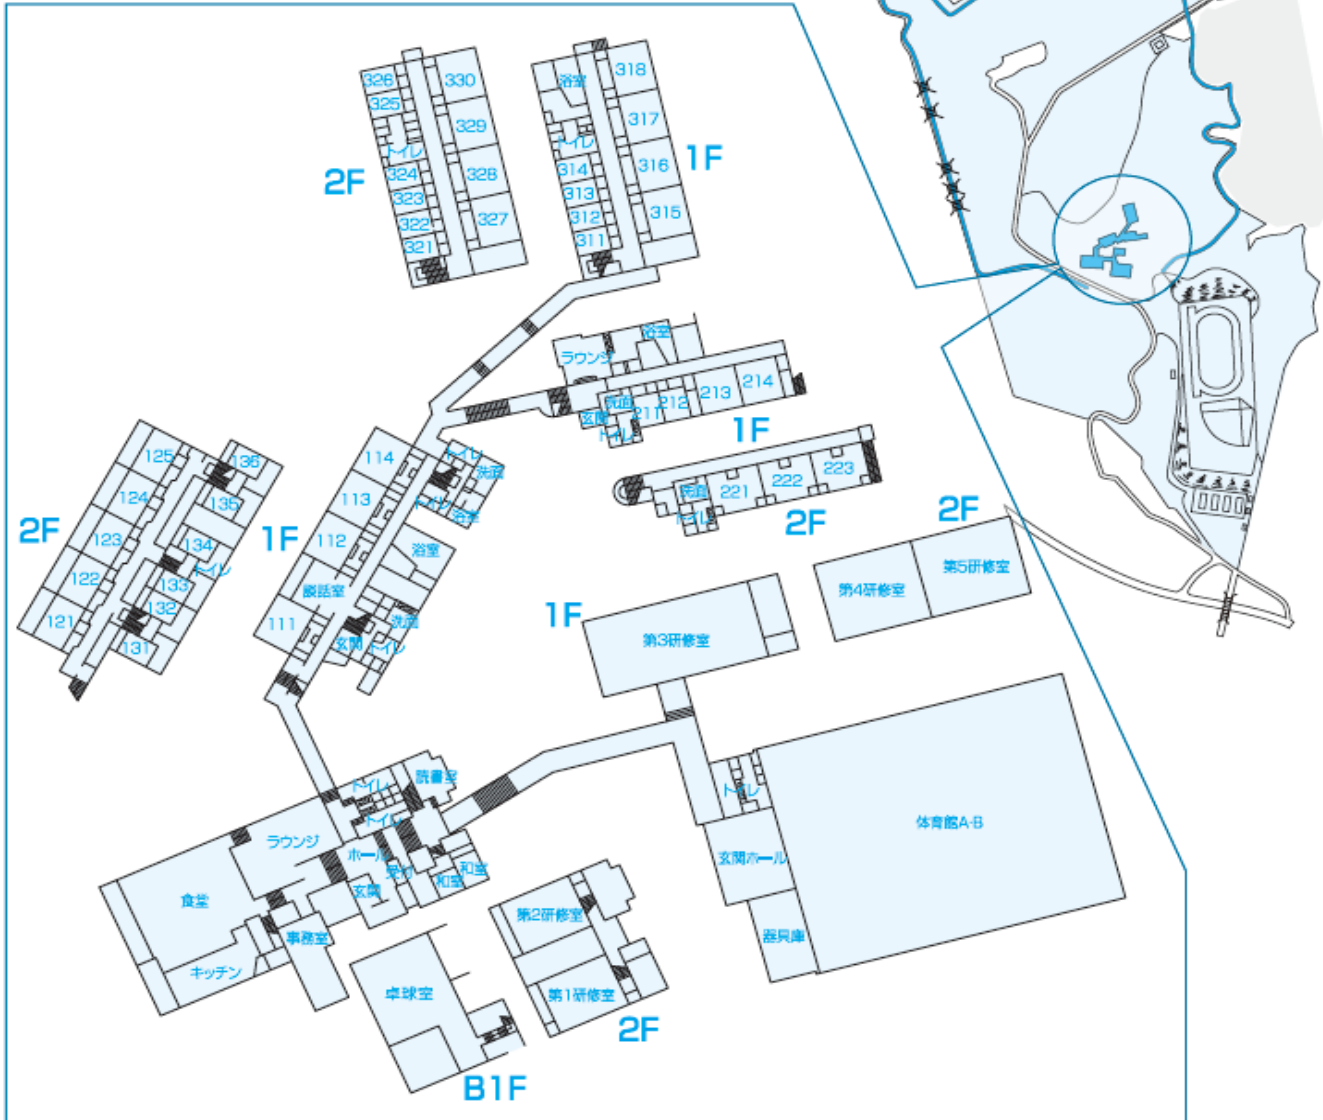 326
325
トイレ
324
323
322
321
330
329
328
327
2F
浴室
トイレ
314
313
312
311
318
317
316
315
1F
ラウンジ
浴室
洗面
玄関
トイレ
211
212
213
214
1F
洗面
トイレ
221
222
223
2F
125
124
123
122
121
136
135
134
トイレ
133
132
131
2F
114
113
112
談話室
111
トイレ
洗面
トイレ
浴室
浴室
洗面
玄関
トイレ
1F
第4研修室
第5研修室
2F
1F
第3研修室
トイレ
玄関ホール
器具庫
体育館A·B
トイレ
読書室
トイレ
ラウンジ
ホール
受付
和室
和室
玄関
食堂
事務室
キッチン
卓球室
B1F
第2研修室
第1研修室
2F